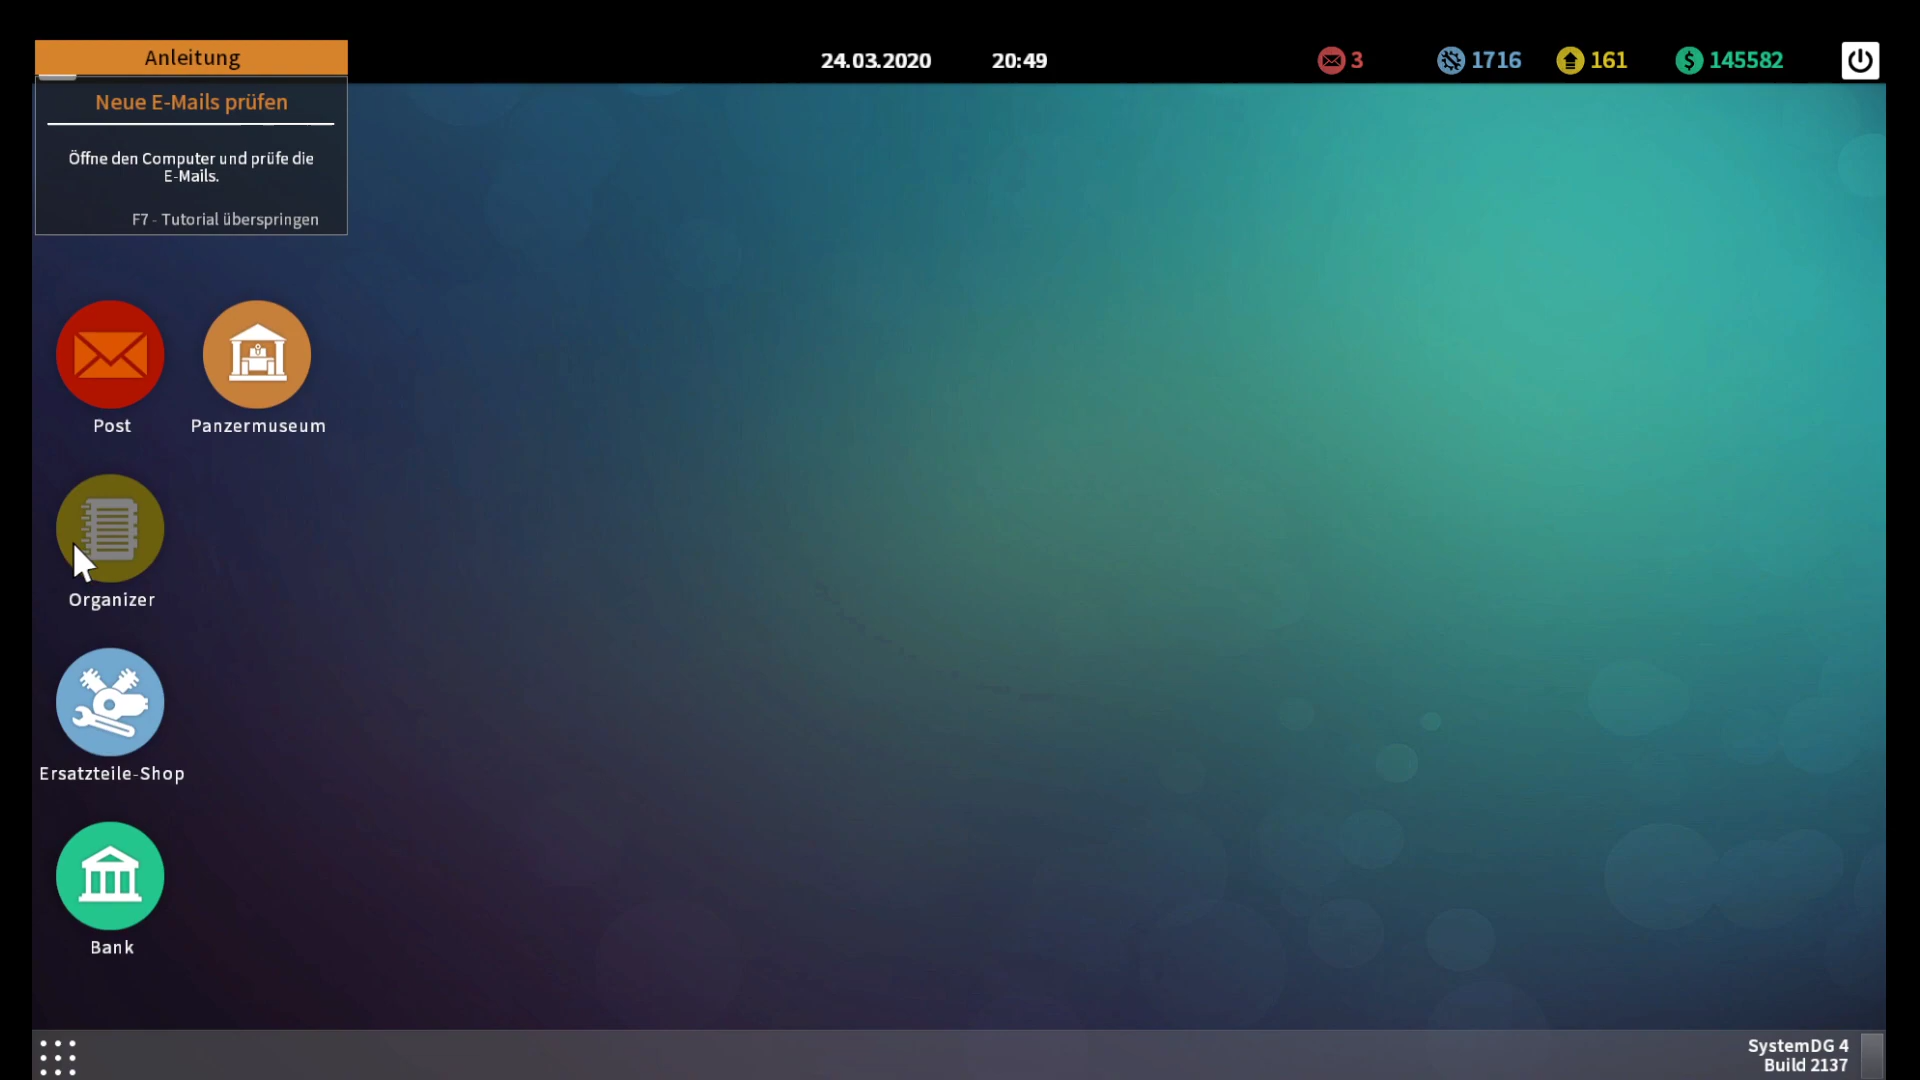 Anleitung
24.03.2020 20:49 3 1716 161 145582
Neue E-Mails prüfen
Öffne den Computer und prüfe die
E-Mails.
F7 - Tutorial überspringen
Post Panzermuseum
Organizer
Ersatzteile-Shop
Bank
SystemDG 4
Build 2137